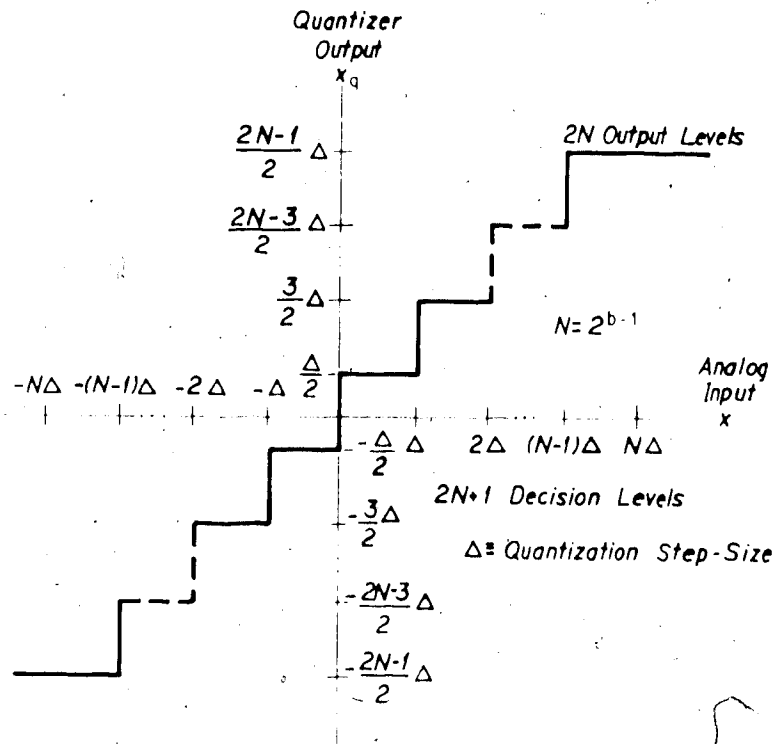 Quantizer
Output
x_q
2N-1/2 Δ
2N Output Levels
2N-3/2 Δ
3/2 Δ
N=2^{b-1}
Δ/2
-NΔ -(N-1)Δ -2Δ -Δ
Analog
Input
x
-Δ/2 Δ 2Δ (N-1)Δ NΔ
2N+1 Decision Levels
-3/2 Δ
Δ≡ Quantization Step-Size
-2N-3/2 Δ
-2N-1/2 Δ